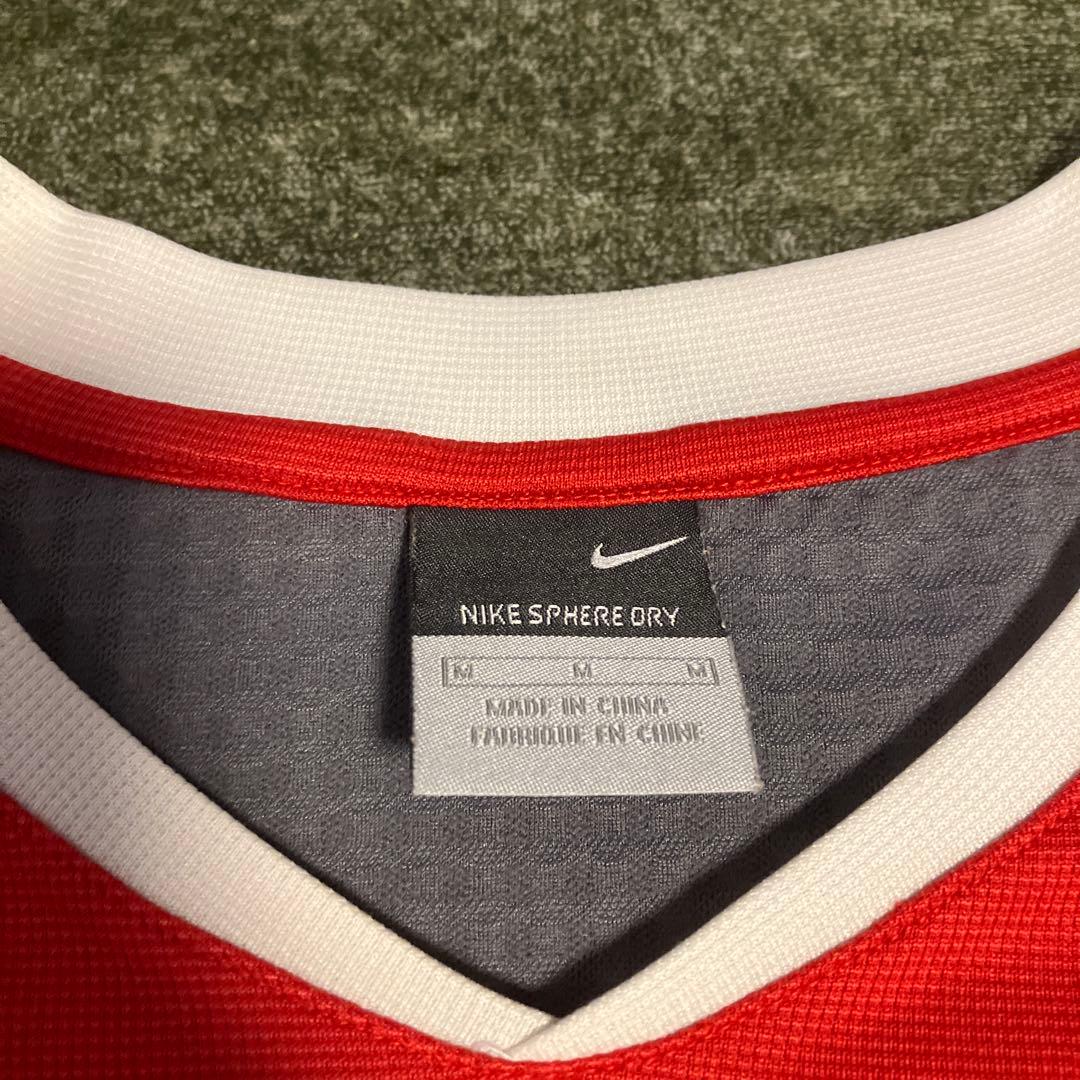 NIKE SPHERE DRY
M M M
MADE IN CHINA
FABRIQUE EN CHINE